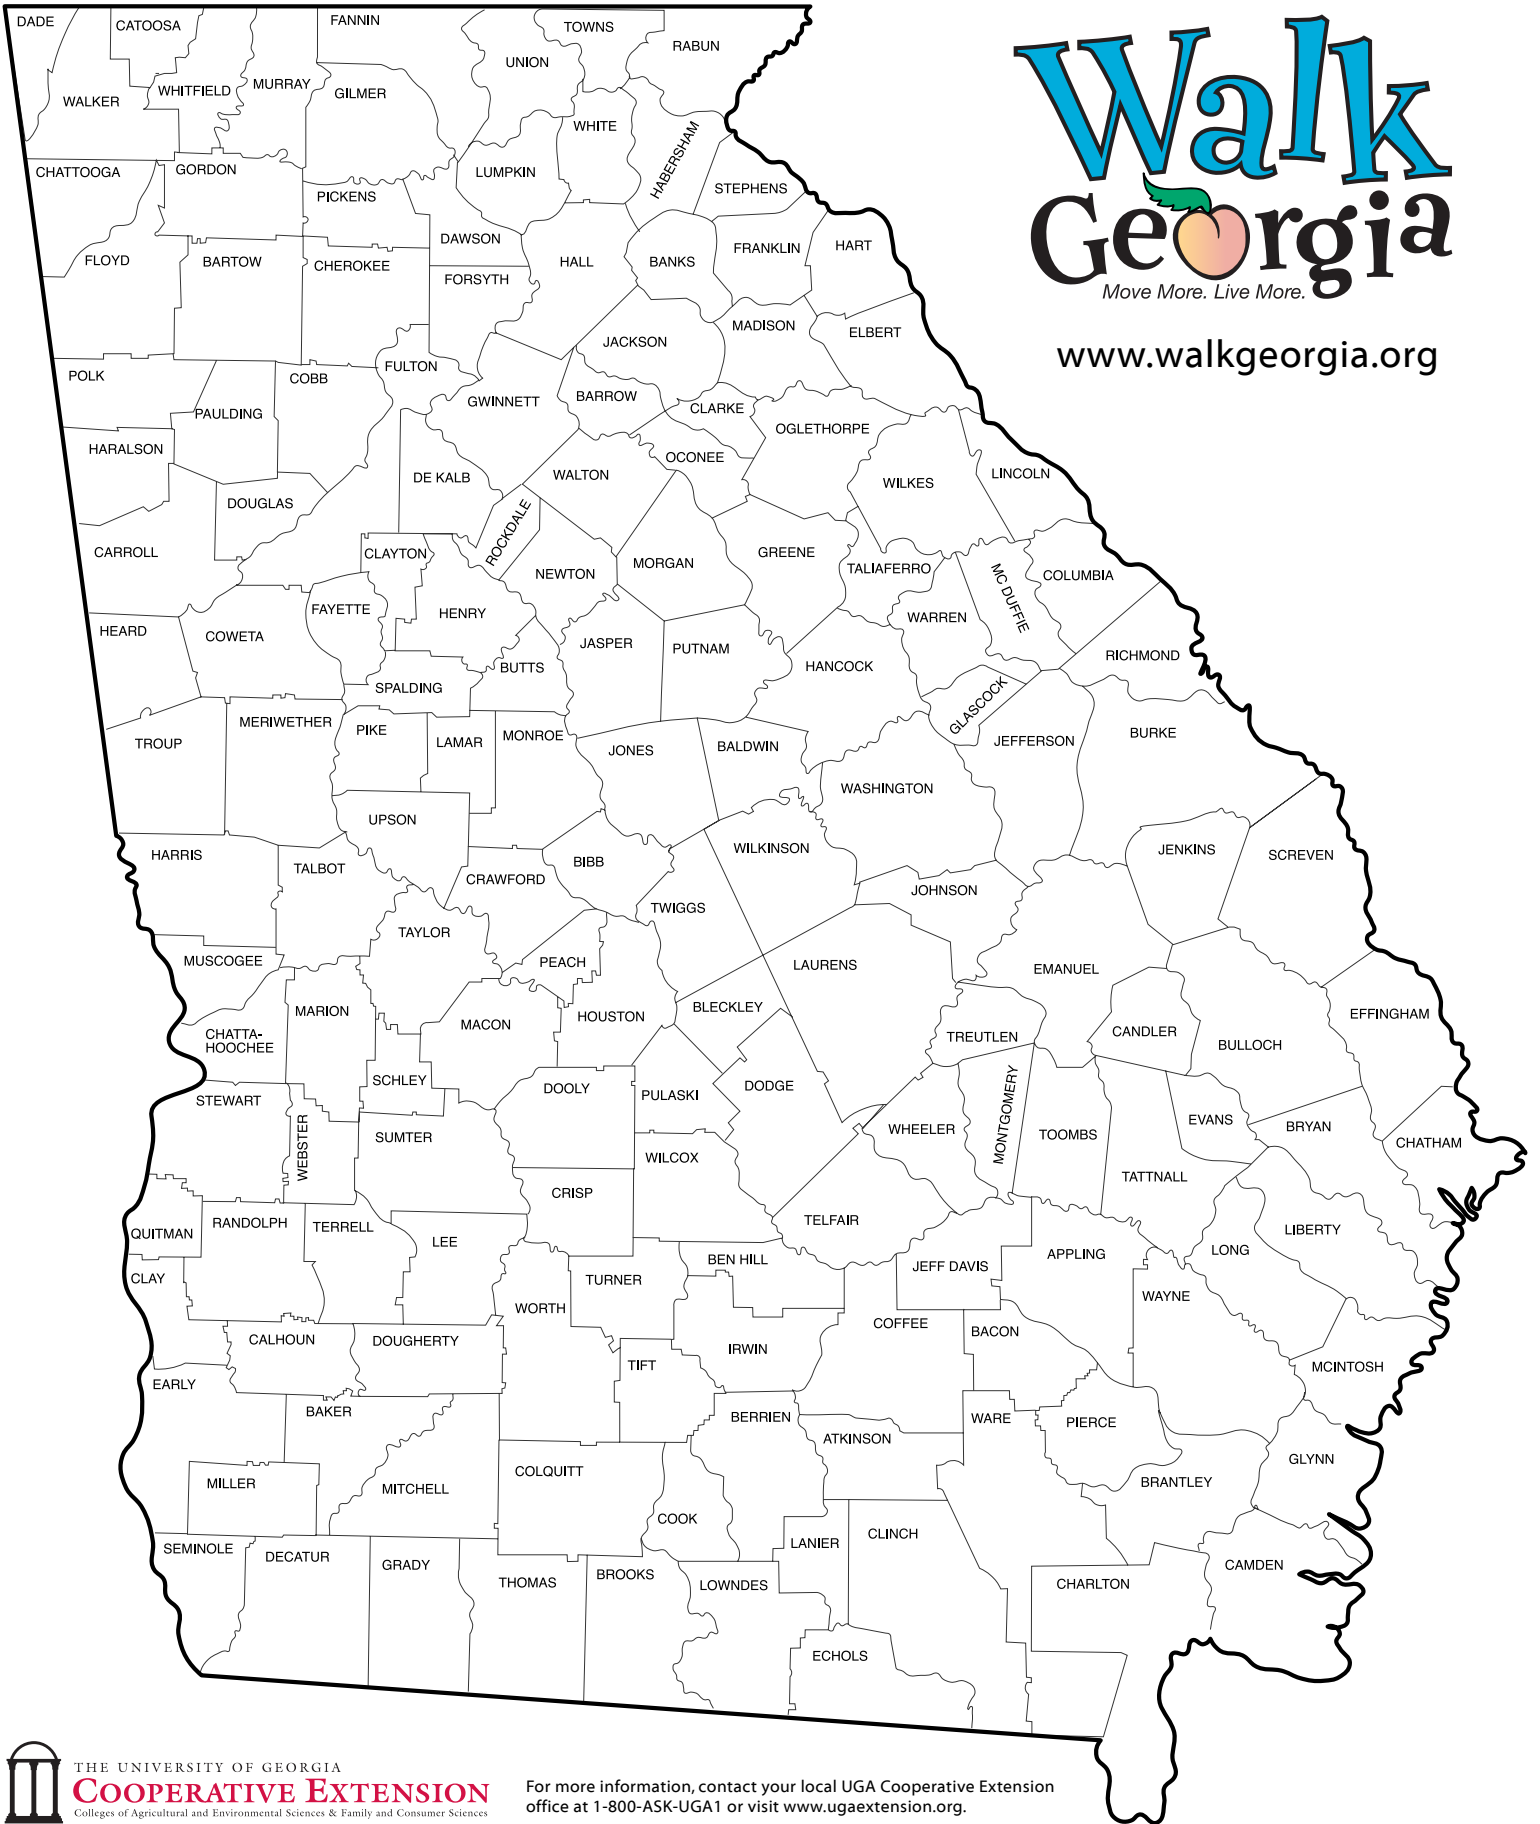 DADE
CATOOSA
FANNIN
TOWNS
RABUN
UNION
WALKER
WHITFIELD
MURRAY
GILMER
WHITE
HABERSHAM
CHATTOOGA
GORDON
LUMPKIN
STEPHENS
PICKENS
DAWSON
FRANKLIN
HART
FLOYD
BARTOW
CHEROKEE
FORSYTH
HALL
BANKS
MADISON
ELBERT
JACKSON
POLK
COBB
FULTON
GWINNETT
BARROW
CLARKE
PAULDING
OGLETHORPE
HARALSON
DE KALB
WALTON
OCONEE
WILKES
LINCOLN
DOUGLAS
ROCKDALE
CARROLL
CLAYTON
NEWTON
MORGAN
GREENE
TALIAFERRO
MC DUFFIE
COLUMBIA
HEARD
COWETA
FAYETTE
HENRY
JASPER
PUTNAM
WARREN
BUTTS
HANCOCK
RICHMOND
SPALDING
GLASCOCK
TROUP
MERIWETHER
PIKE
LAMAR
MONROE
JONES
BALDWIN
JEFFERSON
BURKE
WASHINGTON
UPSON
HARRIS
TALBOT
BIBB
WILKINSON
JENKINS
SCREVEN
CRAWFORD
JOHNSON
TWIGGS
TAYLOR
MUSCOGEE
PEACH
LAURENS
EMANUEL
MARION
MACON
HOUSTON
BLECKLEY
EFFINGHAM
CHATTA-
HOOCHEE
TREUTLEN
CANDLER
BULLOCH
SCHLEY
DOOLY
PULASKI
DODGE
STEWART
WEBSTER
SUMTER
WHEELER
MONTGOMERY
TOOMBS
EVANS
BRYAN
CHATHAM
WILCOX
TATTNALL
CRISP
QUITMAN
RANDOLPH
TERRELL
LEE
TELFAIR
LIBERTY
BEN HILL
JEFF DAVIS
APPLING
LONG
CLAY
TURNER
WORTH
WAYNE
CALHOUN
DOUGHERTY
COFFEE
BACON
TIFT
IRWIN
MCINTOSH
EARLY
BAKER
BERRIEN
WARE
PIERCE
ATKINSON
GLYNN
MILLER
MITCHELL
COLQUITT
BRANTLEY
COOK
LANIER
CLINCH
SEMINOLE
DECATUR
GRADY
THOMAS
BROOKS
LOWNDES
CHARLTON
CAMDEN
ECHOLS
Walk
Georgia
Move More. Live More.
www.walkgeorgia.org
THE UNIVERSITY OF GEORGIA
COOPERATIVE EXTENSION
Colleges of Agricultural and Environmental Sciences & Family and Consumer Sciences
For more information, contact your local UGA Cooperative Extension
office at 1-800-ASK-UGA1 or visit www.ugaextension.org.